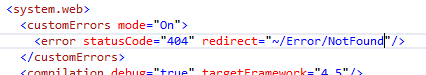 <system.web>
<customErrors mode="On">
<error statusCode="404" redirect="~/Error/NotFound"/>
</customErrors>
<compilation debug="true" targetFramework="4.5"/>